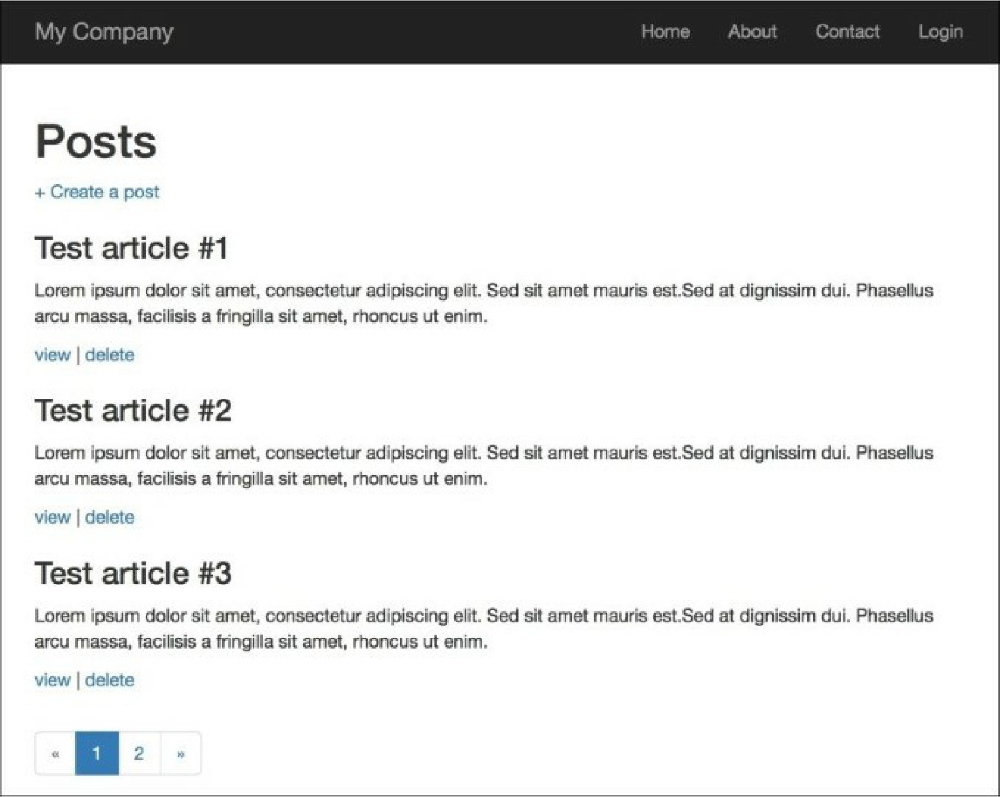 My Company Home About Contact Login
Posts
+ Create a post
Test article #1
Lorem ipsum dolor sit amet, consectetur adipiscing elit. Sed sit amet mauris est.Sed at dignissim dui. Phasellus
arcu massa, facilisis a fringilla sit amet, rhoncus ut enim.
view | delete
Test article #2
Lorem ipsum dolor sit amet, consectetur adipiscing elit. Sed sit amet mauris est.Sed at dignissim dui. Phasellus
arcu massa, facilisis a fringilla sit amet, rhoncus ut enim.
view | delete
Test article #3
Lorem ipsum dolor sit amet, consectetur adipiscing elit. Sed sit amet mauris est.Sed at dignissim dui. Phasellus
arcu massa, facilisis a fringilla sit amet, rhoncus ut enim.
view | delete
« 1 2 »